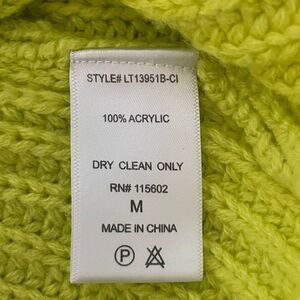 STYLE# LT13951B-CI
100% ACRYLIC
DRY CLEAN ONLY
RN# 115602
M
MADE IN CHINA
P